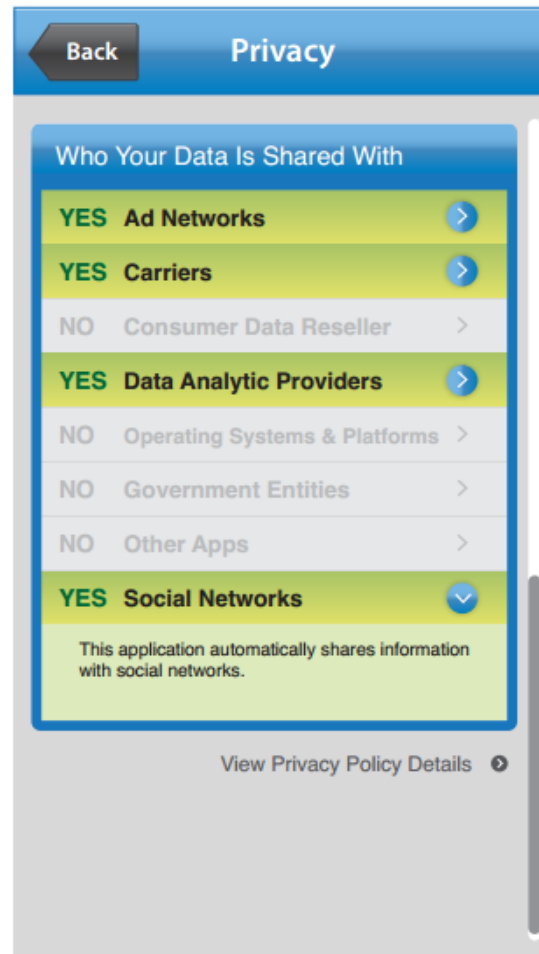 Back
Privacy
Who Your Data Is Shared With
YES Ad Networks
YES Carriers
NO Consumer Data Reseller
YES Data Analytic Providers
NO Operating Systems & Platforms
NO Government Entities
NO Other Apps
YES Social Networks
This application automatically shares information
with social networks.
View Privacy Policy Details